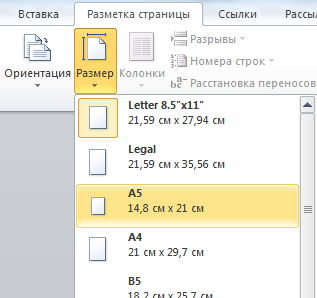 Вставка Разметка страницы Ссылки Рассы
Ориентация Размер Колонки
Разрывы
Номера строк
Расстановка переносов
Letter 8.5"x11"
21,59 см x 27,94 см
Legal
21,59 см x 35,56 см
A5
14,8 см x 21 см
A4
21 см x 29,7 см
B5
18,2 см x 25,7 см